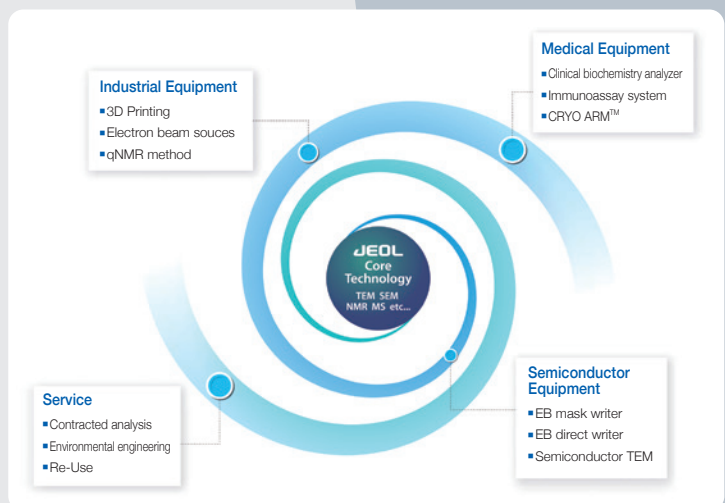 Industrial Equipment
■3D Printing
■Electron beam souces
■qNMR method
Medical Equipment
■Clinical biochemistry analyzer
■Immunoassay system
■CRYO ARM™
JEOL
Core
Technology
TEM SEM
NMR MS etc...
Service
■Contracted analysis
■Environmental engineering
■Re-Use
Semiconductor
Equipment
■EB mask writer
■EB direct writer
■Semiconductor TEM